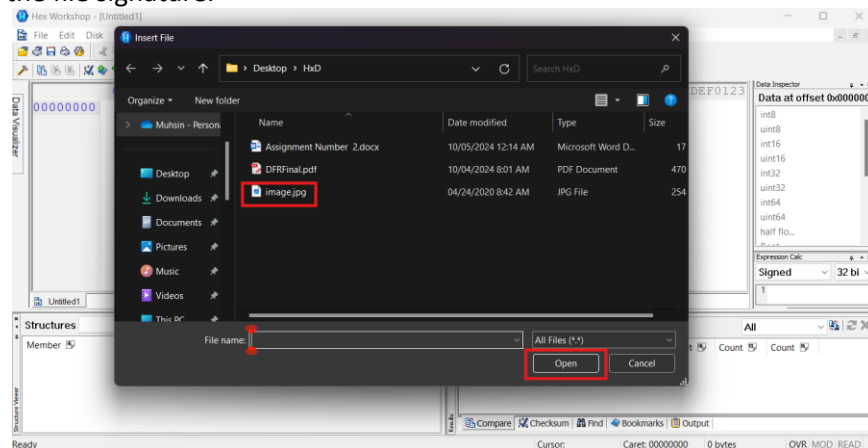 the file signature.
Hex Workshop - [Untitled1]
File Edit Disk
Insert File
Desktop > HxD
Search HxD
Organize
New folder
Muhsin - Person
Name
Date modified
Type
Size
Assignment Number 2.docx
10/05/2024 12:14 AM
Microsoft Word D...
17
DFRFinal.pdf
10/04/2024 8:01 AM
PDF Document
470
image.jpg
04/24/2020 8:42 AM
JPG File
254
Desktop
Downloads
Documents
Pictures
Music
Videos
This PC
File name:
All Files (*.*)
Open
Cancel
Data Visualizer
00000000
DEF0123
Untitled1
Data Inspector
Data at offset 0x000000
int8
uint8
int16
uint16
int32
uint32
int64
uint64
half flo...
Expression Calc
Signed
32 bi
1
Structures
Member
Structure Viewer
All
Count
Count
Results
Compare
Checksum
Find
Bookmarks
Output
Ready
Cursor:
Caret: 00000000
0 bytes
OVR MOD READ